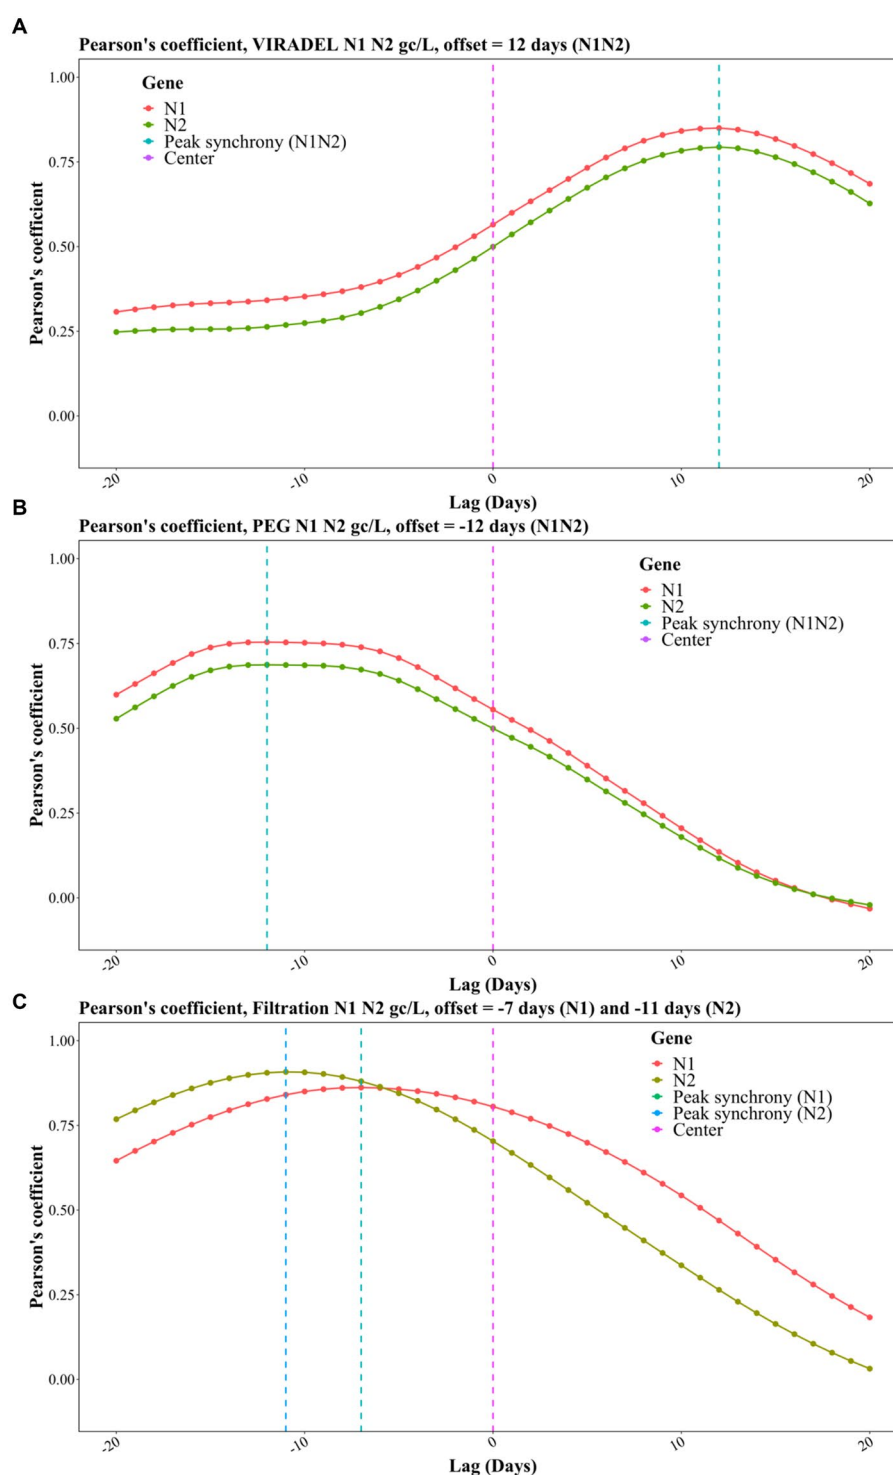 A
Pearson's coefficient, VIRADEL N1 N2 gc/L, offset = 12 days (N1N2)
Gene
N1
N2
Peak synchrony (N1N2)
Center
Pearson's coefficient
1.00
0.75
0.50
0.25
0.00
-20
-10
0
10
20
Lag (Days)
B
Pearson's coefficient, PEG N1 N2 gc/L, offset = -12 days (N1N2)
Gene
N1
N2
Peak synchrony (N1N2)
Center
Pearson's coefficient
1.00
0.75
0.50
0.25
0.00
-20
-10
0
10
20
Lag (Days)
C
Pearson's coefficient, Filtration N1 N2 gc/L, offset = -7 days (N1) and -11 days (N2)
Gene
N1
N2
Peak synchrony (N1)
Peak synchrony (N2)
Center
Pearson's coefficient
1.00
0.75
0.50
0.25
0.00
-20
-10
0
10
20
Lag (Days)